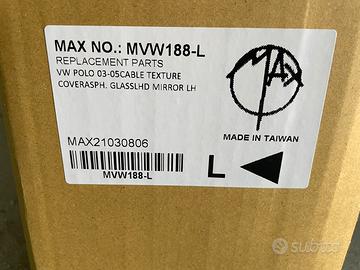 MAX NO.: MVW188-L
REPLACEMENT PARTS
VW POLO 03-05CABLE TEXTURE
COVERASPH. GLASSLHD MIRROR LH
MAX
MADE IN TAIWAN
MAX21030806
MVW188-L
L
subito